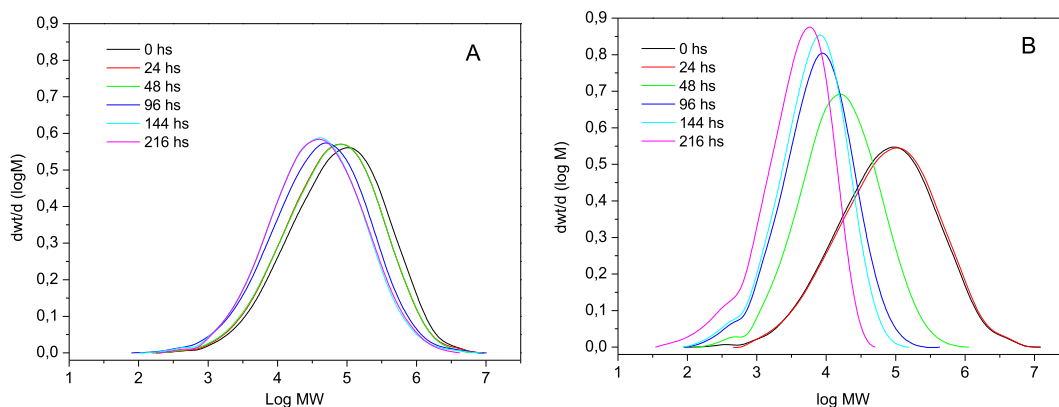 A
0 hs
24 hs
48 hs
96 hs
144 hs
216 hs
0,9
0,8
0,7
0,6
0,5
0,4
0,3
0,2
0,1
0,0
dwt/d (logM)
1 2 3 4 5 6 7
Log MW
B
0 hs
24 hs
48 hs
96 hs
144 hs
216 hs
0,9
0,8
0,7
0,6
0,5
0,4
0,3
0,2
0,1
0,0
dwt/d (log M)
1 2 3 4 5 6 7
log MW